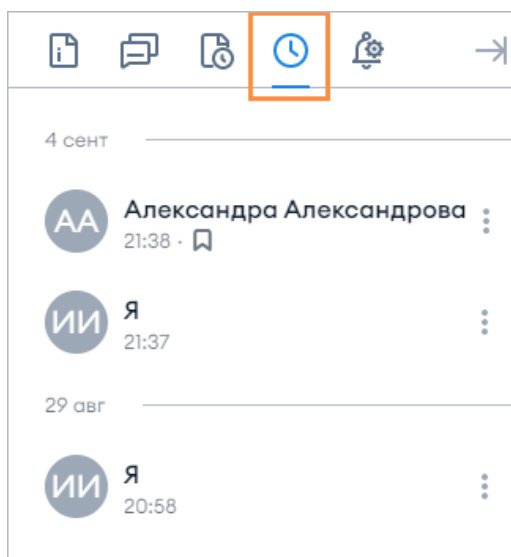 4 сент
АА
Александра Александрова
21:38 ·
ИИ
Я
21:37
29 авг
ИИ
Я
20:58